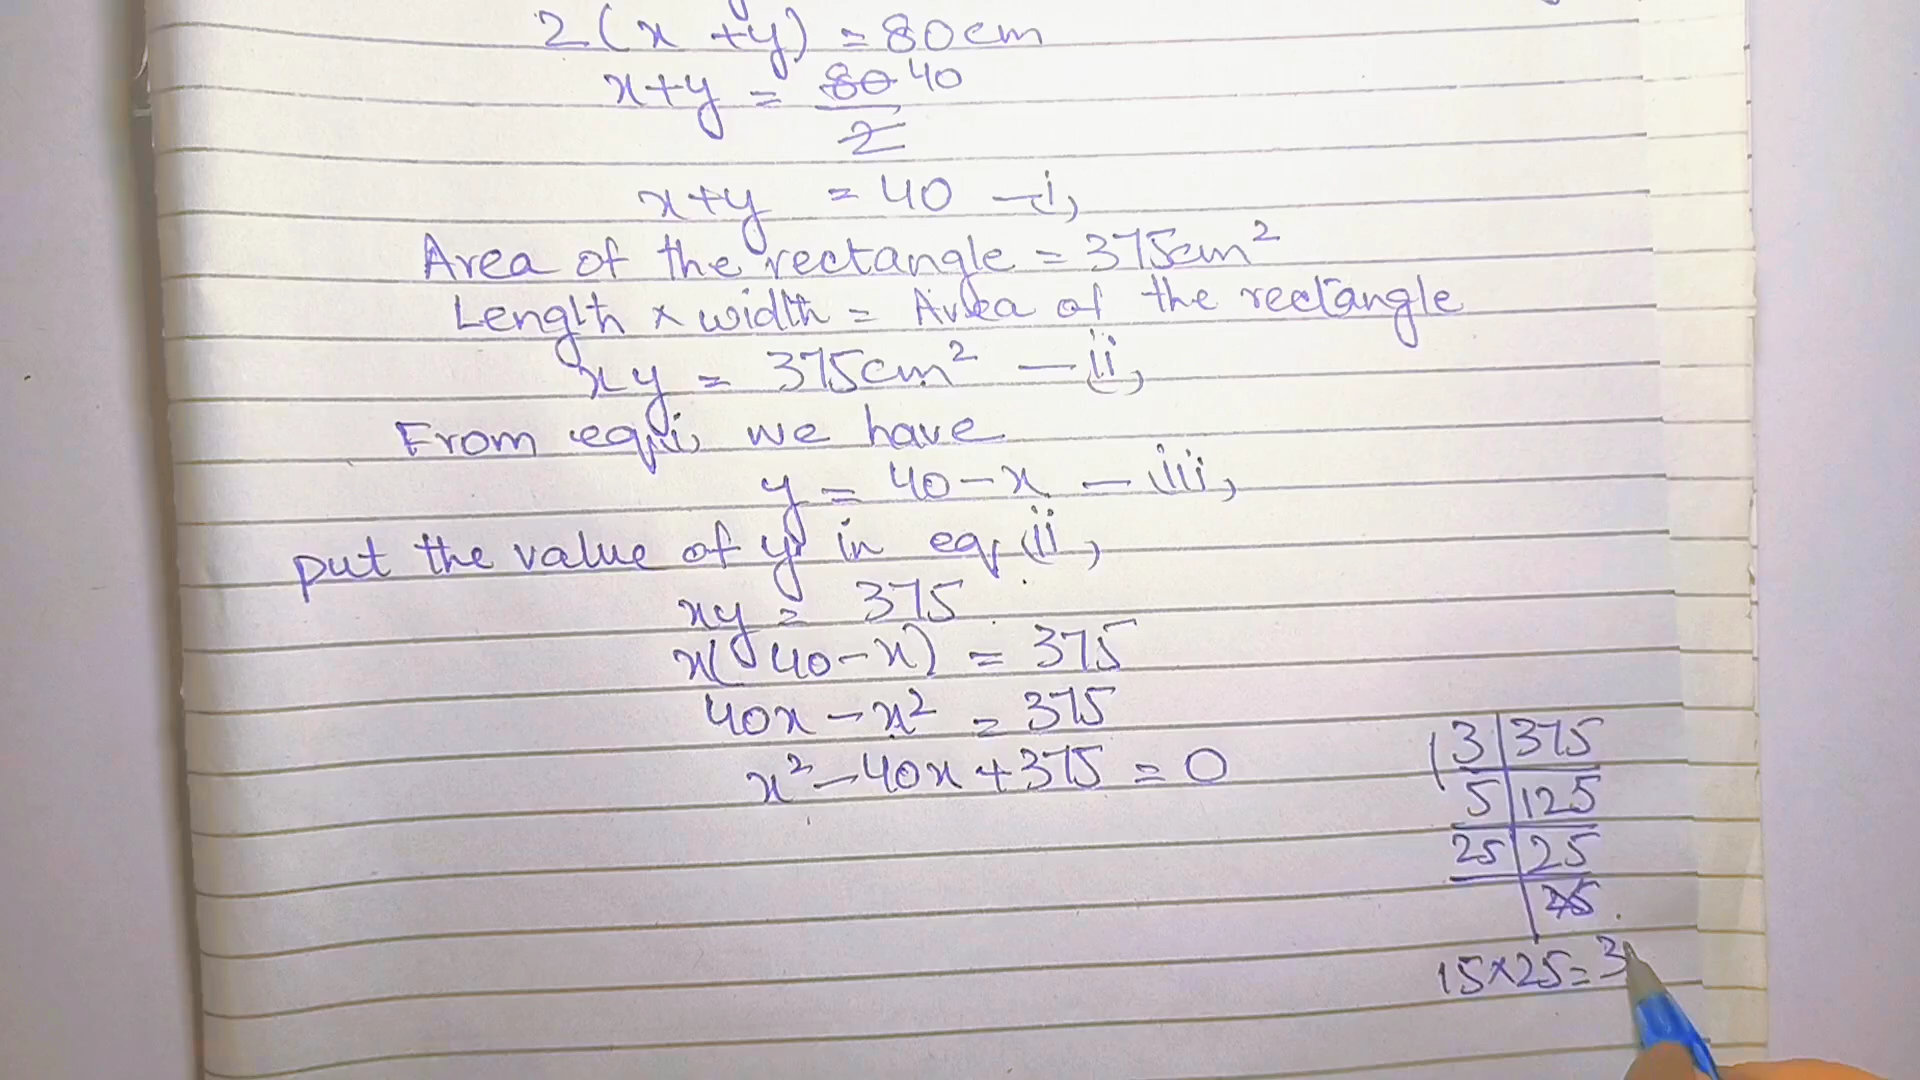 2(x+y) = 80cm
x+y = 80 40
2
x+y = 40 —i,
Area of the rectangle = 375cm²
Length × width = Area of the rectangle
xy = 375cm² —ii,
From eq i, we have
y = 40-x —iii,
put the value of y in eq ii,
xy = 375
x(40-x) = 375
40x-x² = 375
x²-40x+375 = 0
3|375
5|125
25|25
15×25=3